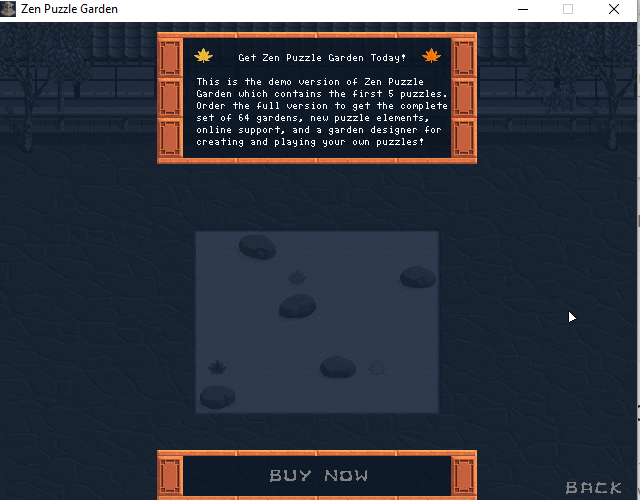 Zen Puzzle Garden
Get Zen Puzzle Garden Today!
This is the demo version of Zen Puzzle
Garden which contains the first 5 puzzles.
Order the full version to get the complete
set of 64 gardens, new puzzle elements,
online support, and a garden designer for
creating and playing your own puzzles!
BUY NOW
BACK